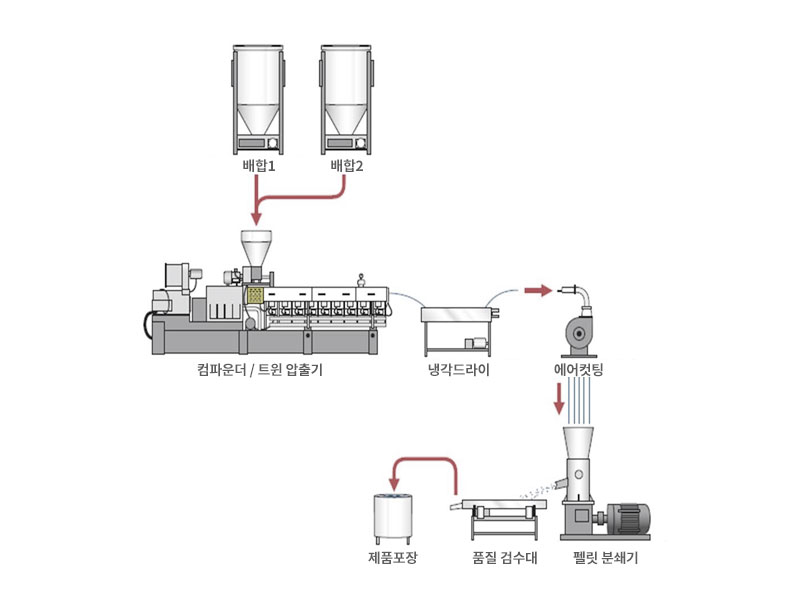 배합1
배합2
컴파운더 / 트윈 압출기
냉각드라이
에어컷팅
제품포장
품질 검수대
펠릿 분쇄기